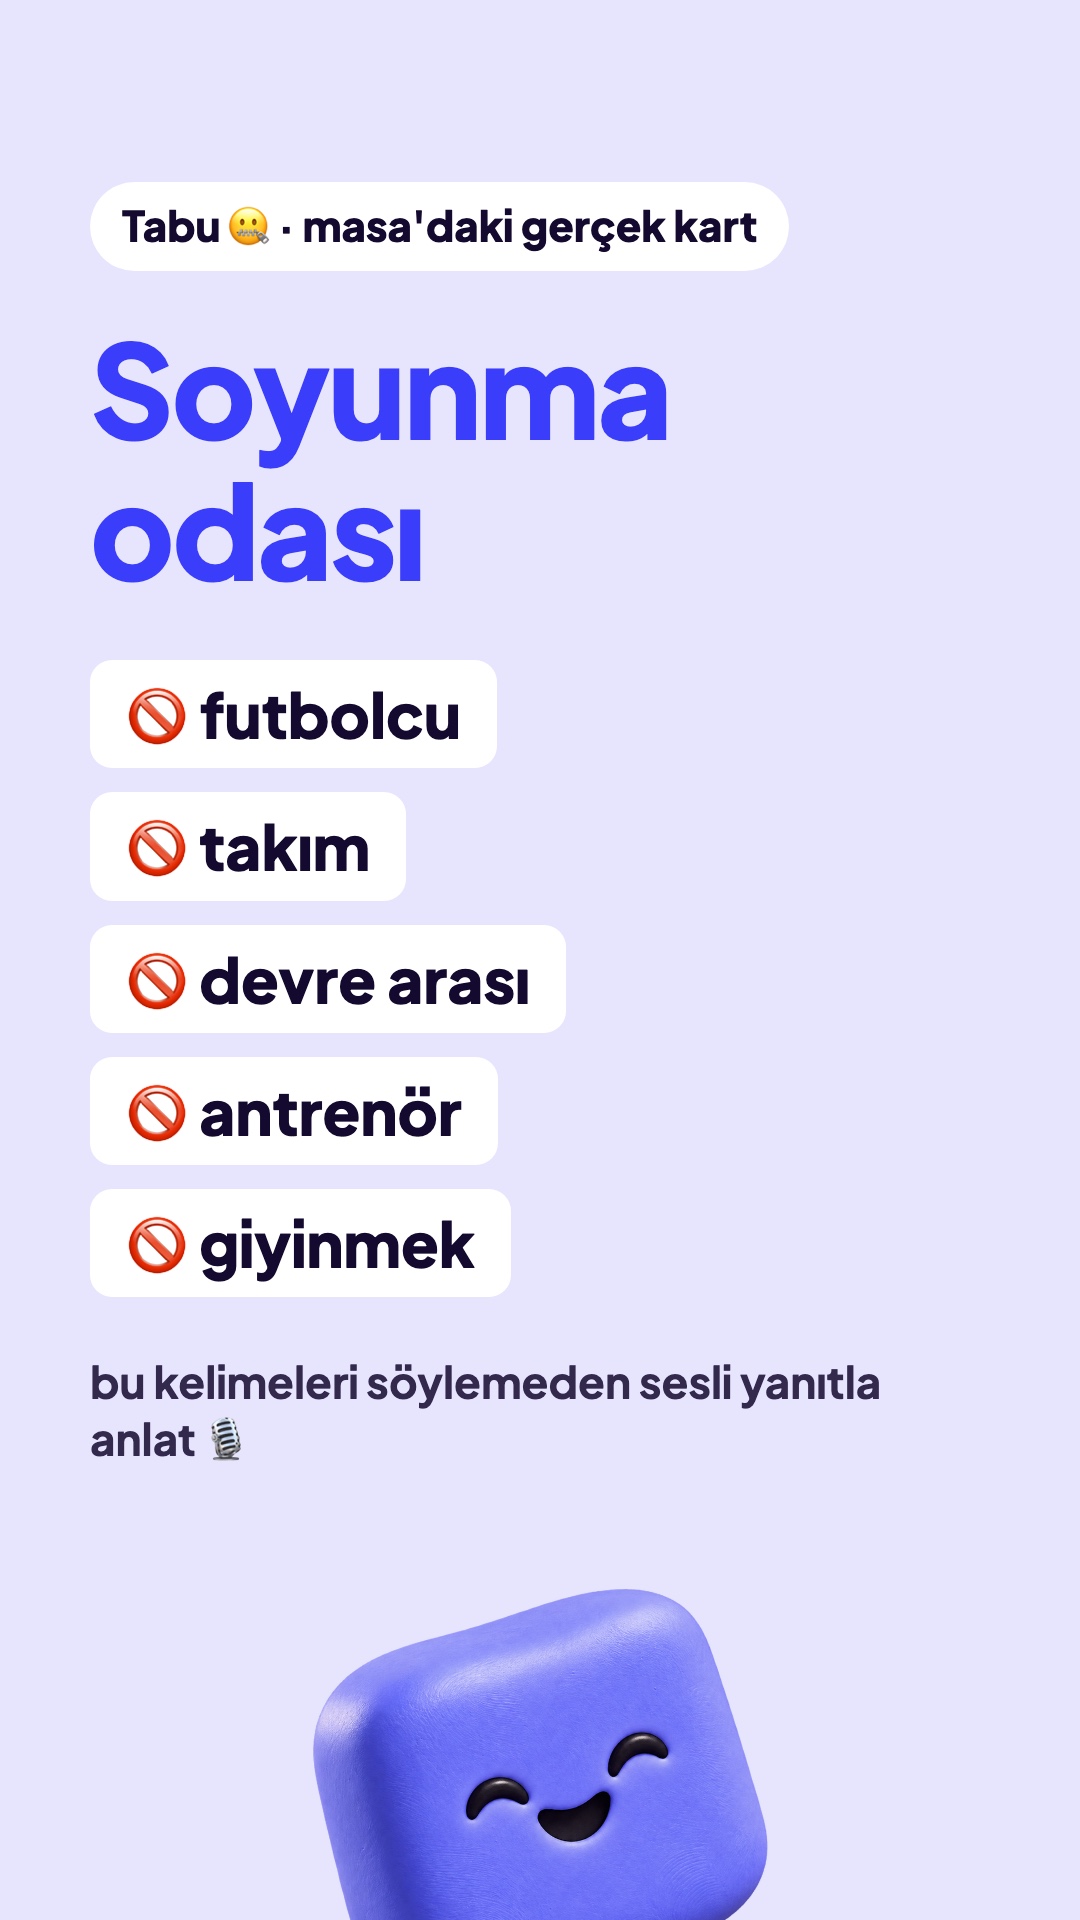 Tabu 🤐 · masa'daki gerçek kart
Soyunma
odası
🚫 futbolcu
🚫 takım
🚫 devre arası
🚫 antrenör
🚫 giyinmek
bu kelimeleri söylemeden sesli yanıtla
anlat 🎙️